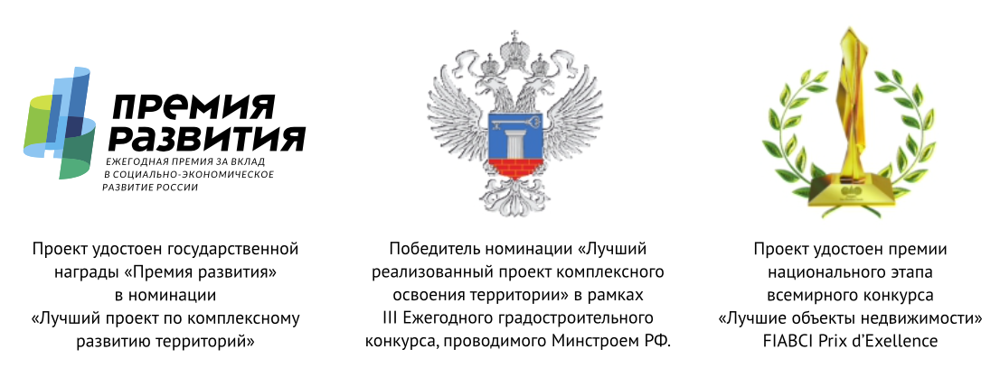 ПРЕМИЯ
РАЗВИТИЯ
ЕЖЕГОДНАЯ ПРЕМИЯ ЗА ВКЛАД
В СОЦИАЛЬНО-ЭКОНОМИЧЕСКОЕ
РАЗВИТИЕ РОССИИ
Проект удостоен государственной
награды «Премия развития»
в номинации
«Лучший проект по комплексному
развитию территорий»
Победитель номинации «Лучший
реализованный проект комплексного
освоения территории» в рамках
III Ежегодного градостроительного
конкурса, проводимого Минстроем РФ.
Проект удостоен премии
национального этапа
всемирного конкурса
«Лучшие объекты недвижимости»
FIABCI Prix d’Exellence